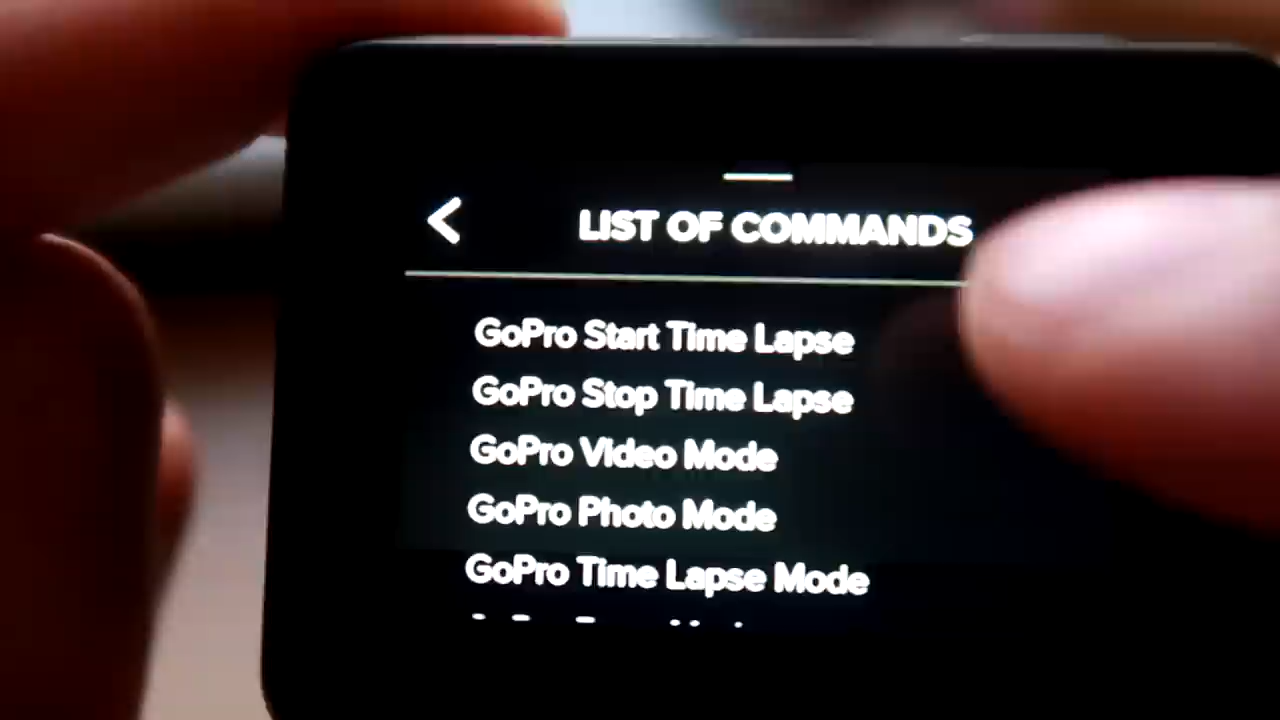 LIST OF COMMANDS
GoPro Start Time Lapse
GoPro Stop Time Lapse
GoPro Video Mode
GoPro Photo Mode
GoPro Time Lapse Mode